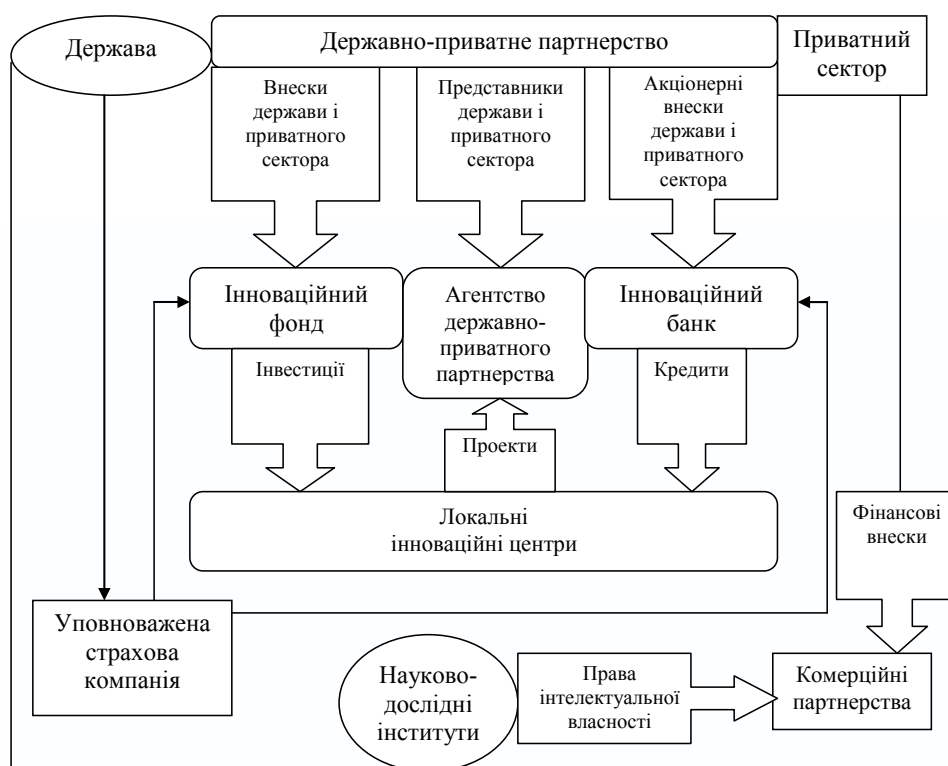 Держава
Державно-приватне партнерство
Приватний
сектор
Внески
держави і
приватного
сектора
Представники
держави і
приватного
сектора
Акціонерні
внески
держави і
приватного
сектора
Інноваційний
фонд
Агентство
державно-
приватного
партнерства
Інноваційний
банк
Інвестиції
Кредити
Проекти
Локальні
інноваційні центри
Фінансові
внески
Уповноважена
страхова
компанія
Науково-
дослідні
інститути
Права
інтелектуальної
власності
Комерційні
партнерства